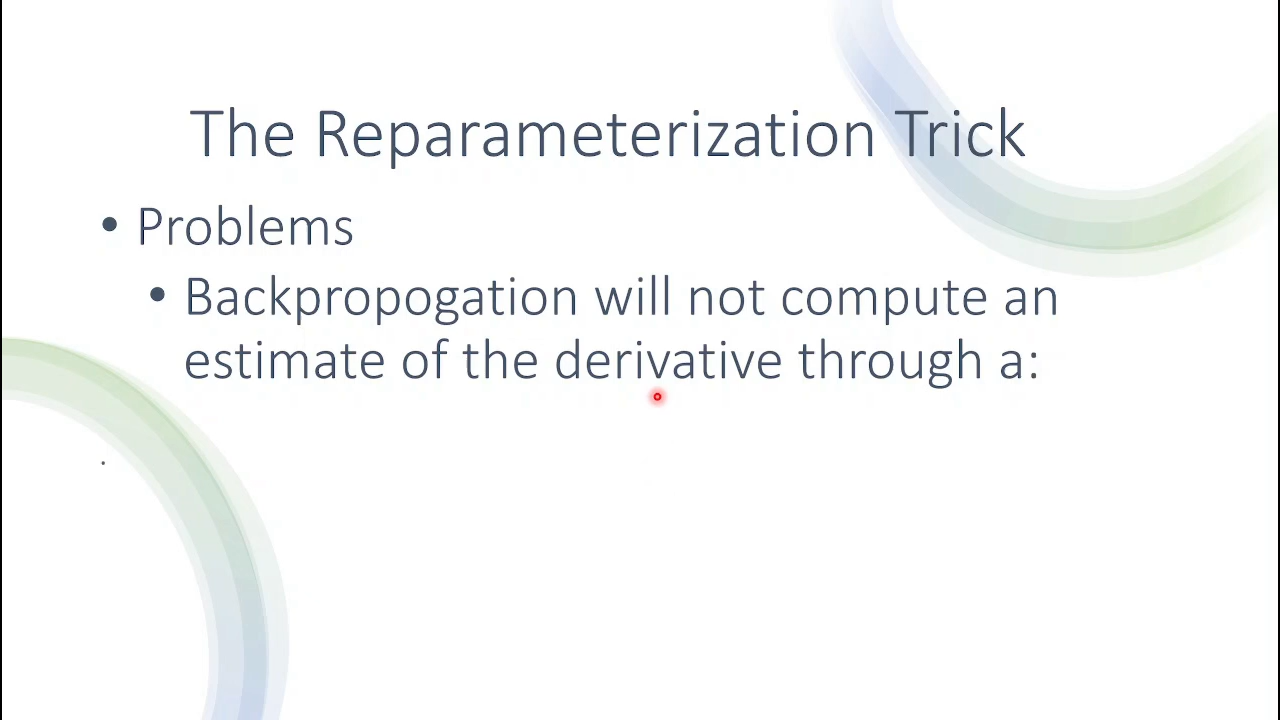 The Reparameterization Trick
• Problems
• Backpropogation will not compute an
estimate of the derivative through a:
.